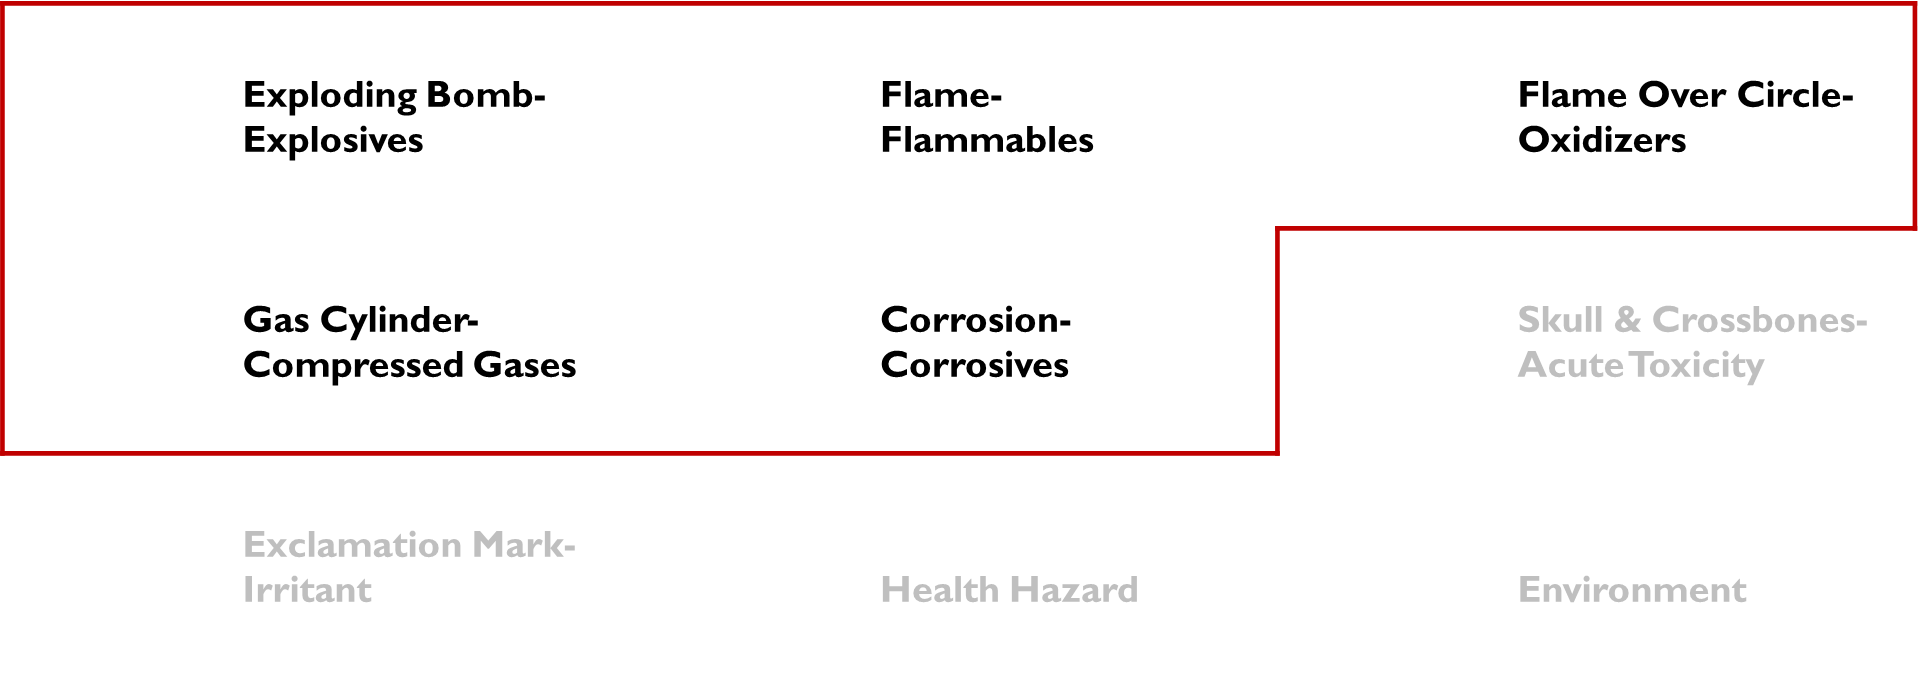 Exploding Bomb-
Explosives
Flame-
Flammables
Flame Over Circle-
Oxidizers
Gas Cylinder-
Compressed Gases
Corrosion-
Corrosives
Skull & Crossbones-
Acute Toxicity
Exclamation Mark-
Irritant
Health Hazard
Environment